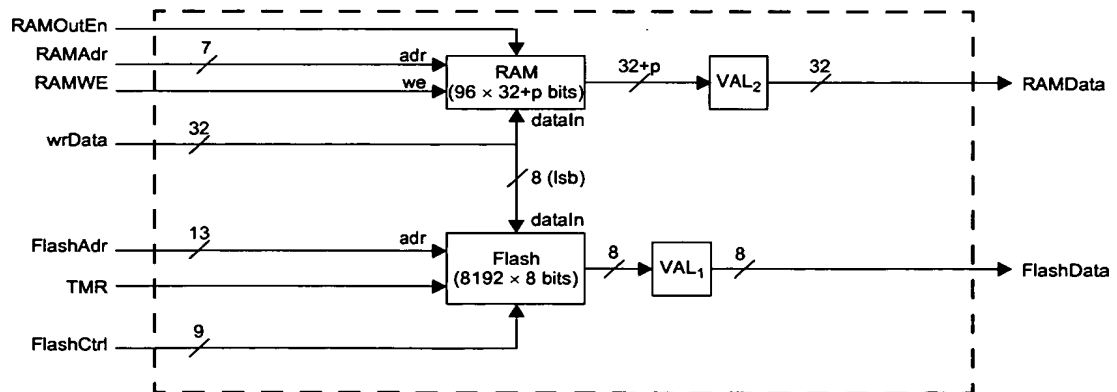 RAMOutEn
RAMAdr
7
adr
RAMWE
we
RAM
(96 × 32+p bits)
32+p
VAL2
32
RAMData
dataIn
wrData
32
8 (lsb)
dataIn
FlashAdr
13
adr
Flash
(8192 × 8 bits)
8
VAL1
8
FlashData
TMR
FlashCtrl
9